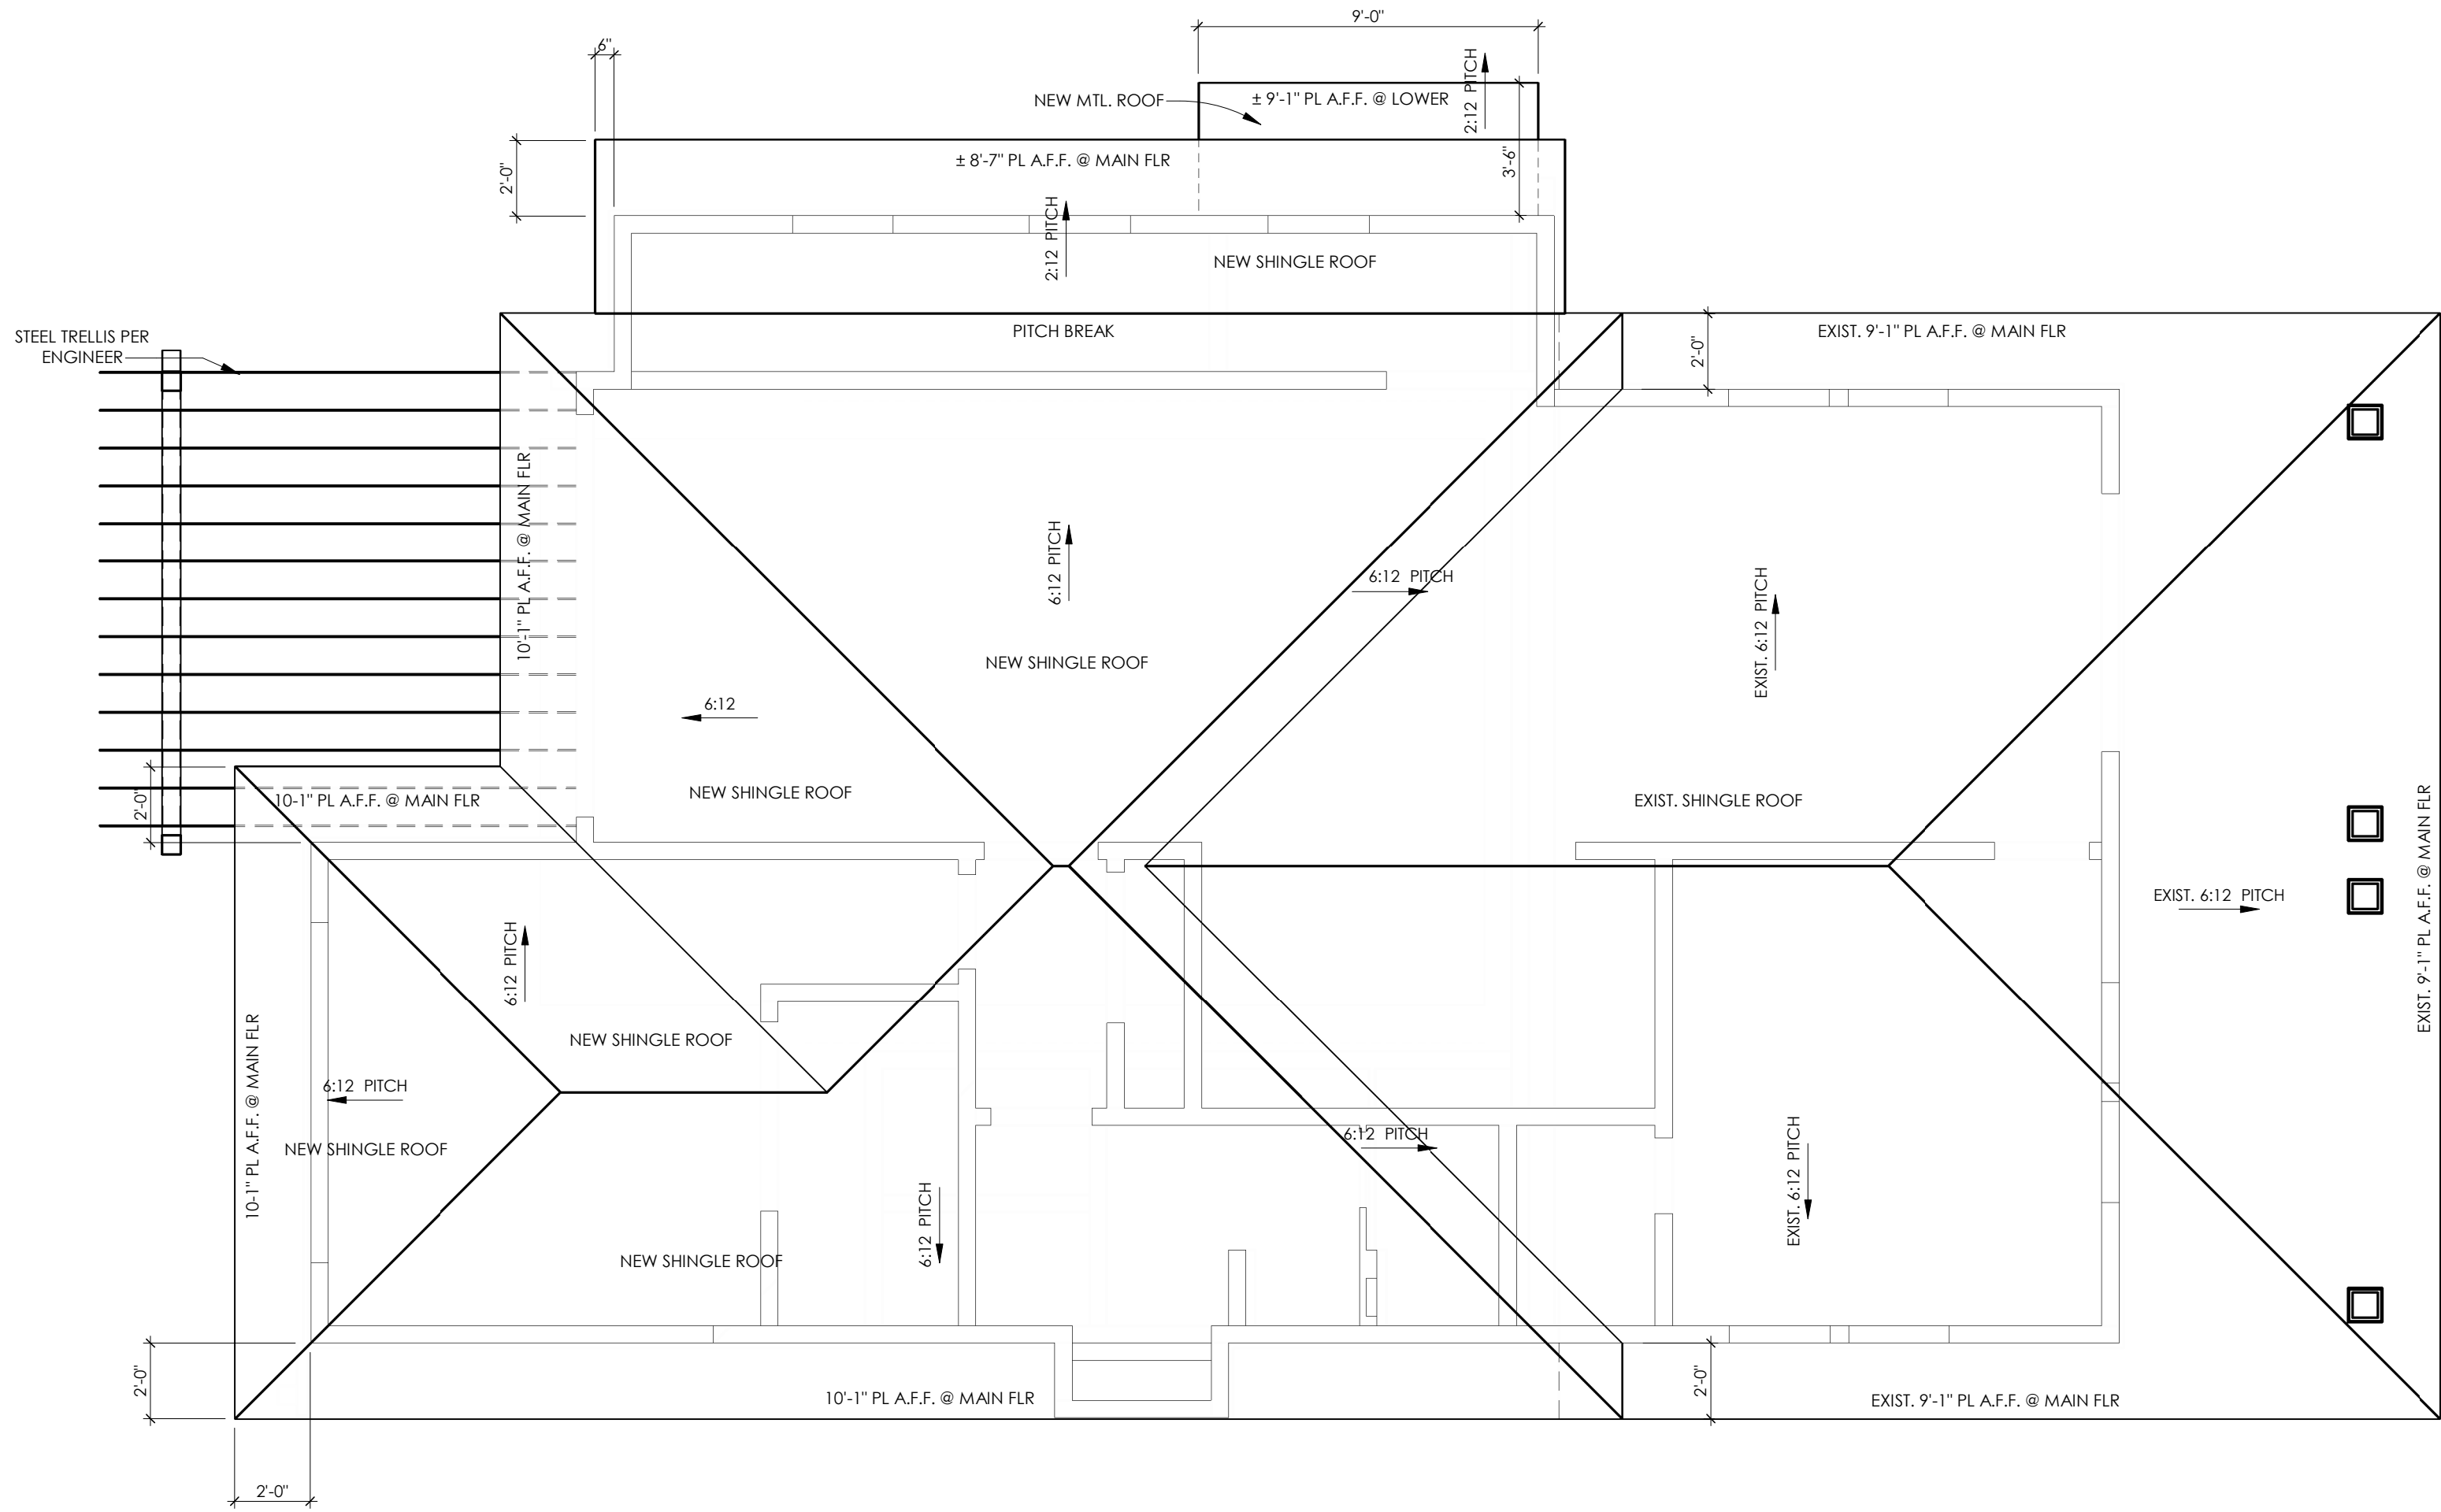 9'-0"
6"
2:12 PITCH
NEW MTL. ROOF
± 9'-1" PL A.F.F. @ LOWER
± 8'-7" PL A.F.F. @ MAIN FLR
3'-6"
2'-0"
2:12 PITCH
NEW SHINGLE ROOF
STEEL TRELLIS PER
ENGINEER
PITCH BREAK
EXIST. 9'-1" PL A.F.F. @ MAIN FLR
2'-0"
10'-1" PL A.F.F. @ MAIN FLR
6:12 PITCH
6:12 PITCH
EXIST. 6:12 PITCH
NEW SHINGLE ROOF
6:12
NEW SHINGLE ROOF
2'-0"
10-1" PL A.F.F. @ MAIN FLR
EXIST. SHINGLE ROOF
EXIST. 6:12 PITCH
EXIST. 9'-1" PL A.F.F. @ MAIN FLR
6:12 PITCH
NEW SHINGLE ROOF
10-1" PL A.F.F. @ MAIN FLR
6:12 PITCH
NEW SHINGLE ROOF
6:12 PITCH
EXIST. 6:12 PITCH
6:12 PITCH
NEW SHINGLE ROOF
2'-0"
10'-1" PL A.F.F. @ MAIN FLR
2'-0"
EXIST. 9'-1" PL A.F.F. @ MAIN FLR
2'-0"